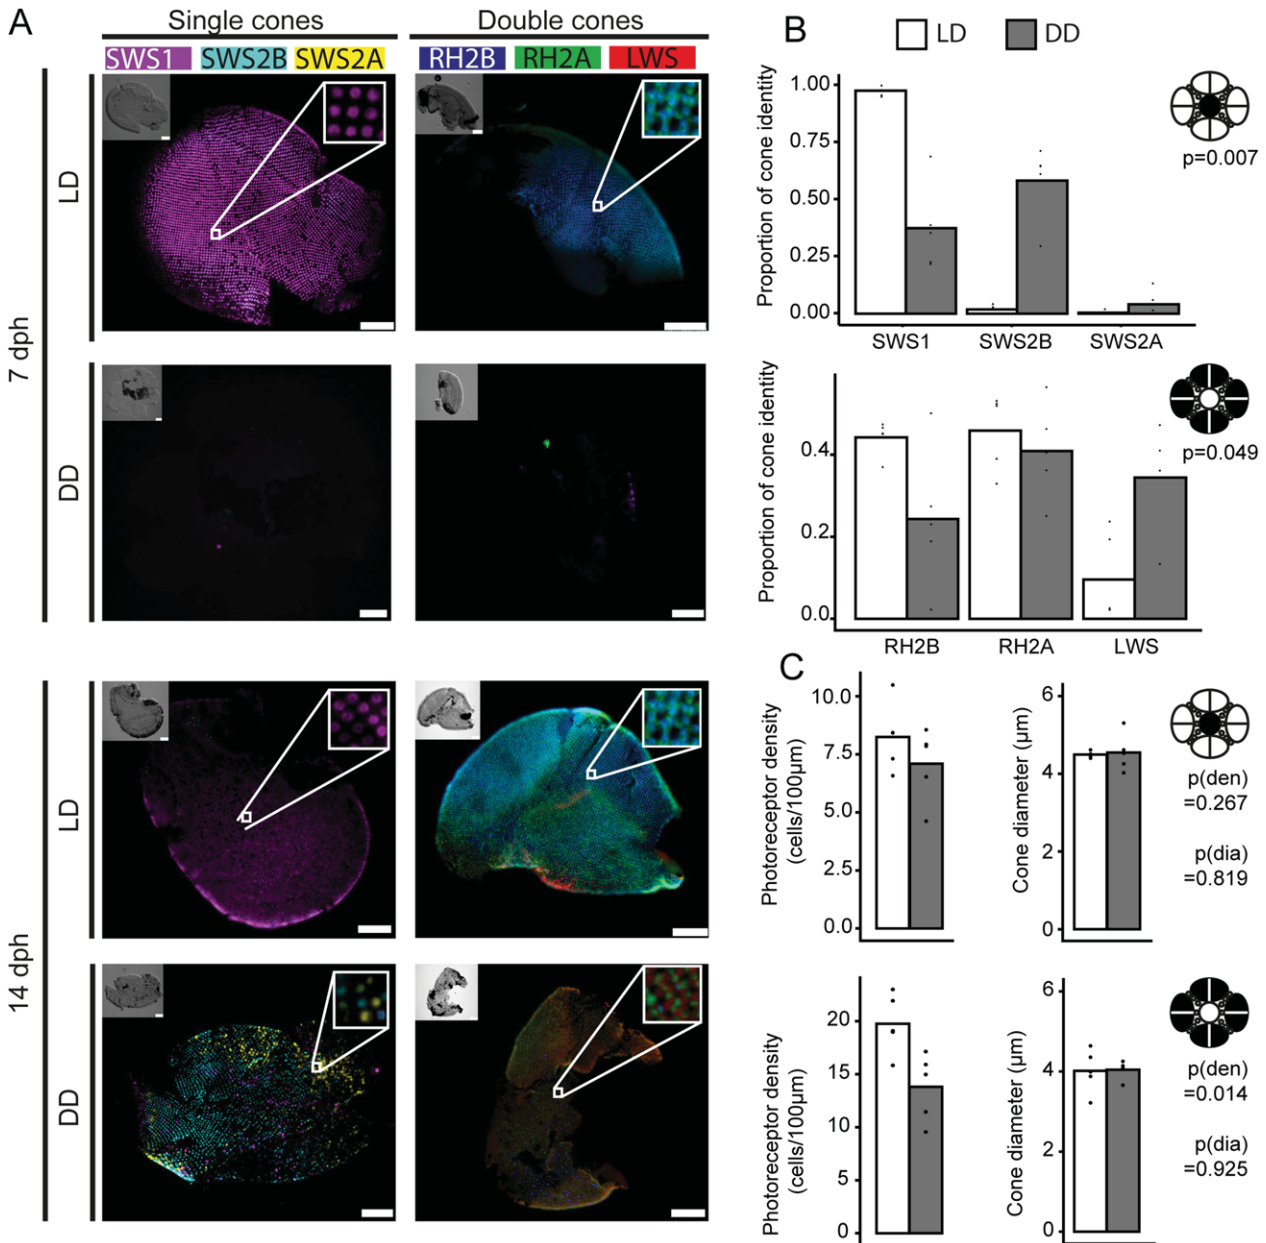 A
Single cones
Double cones
SWS1 SWS2B SWS2A
RH2B RH2A LWS
7 dph
LD
DD
14 dph
LD
DD
B
LD DD
Proportion of cone identity
1.00
0.75
0.50
0.25
0.00
SWS1 SWS2B SWS2A
p=0.007
Proportion of cone identity
0.4
0.2
0.0
RH2B RH2A LWS
p=0.049
C
Photoreceptor density
(cells/100µm)
10.0
7.5
5.0
2.5
0.0
Cone diameter (µm)
6
4
2
0
p(den)
=0.267
p(dia)
=0.819
Photoreceptor density
(cells/100µm)
20
15
10
5
0
Cone diameter (µm)
6
4
2
0
p(den)
=0.014
p(dia)
=0.925